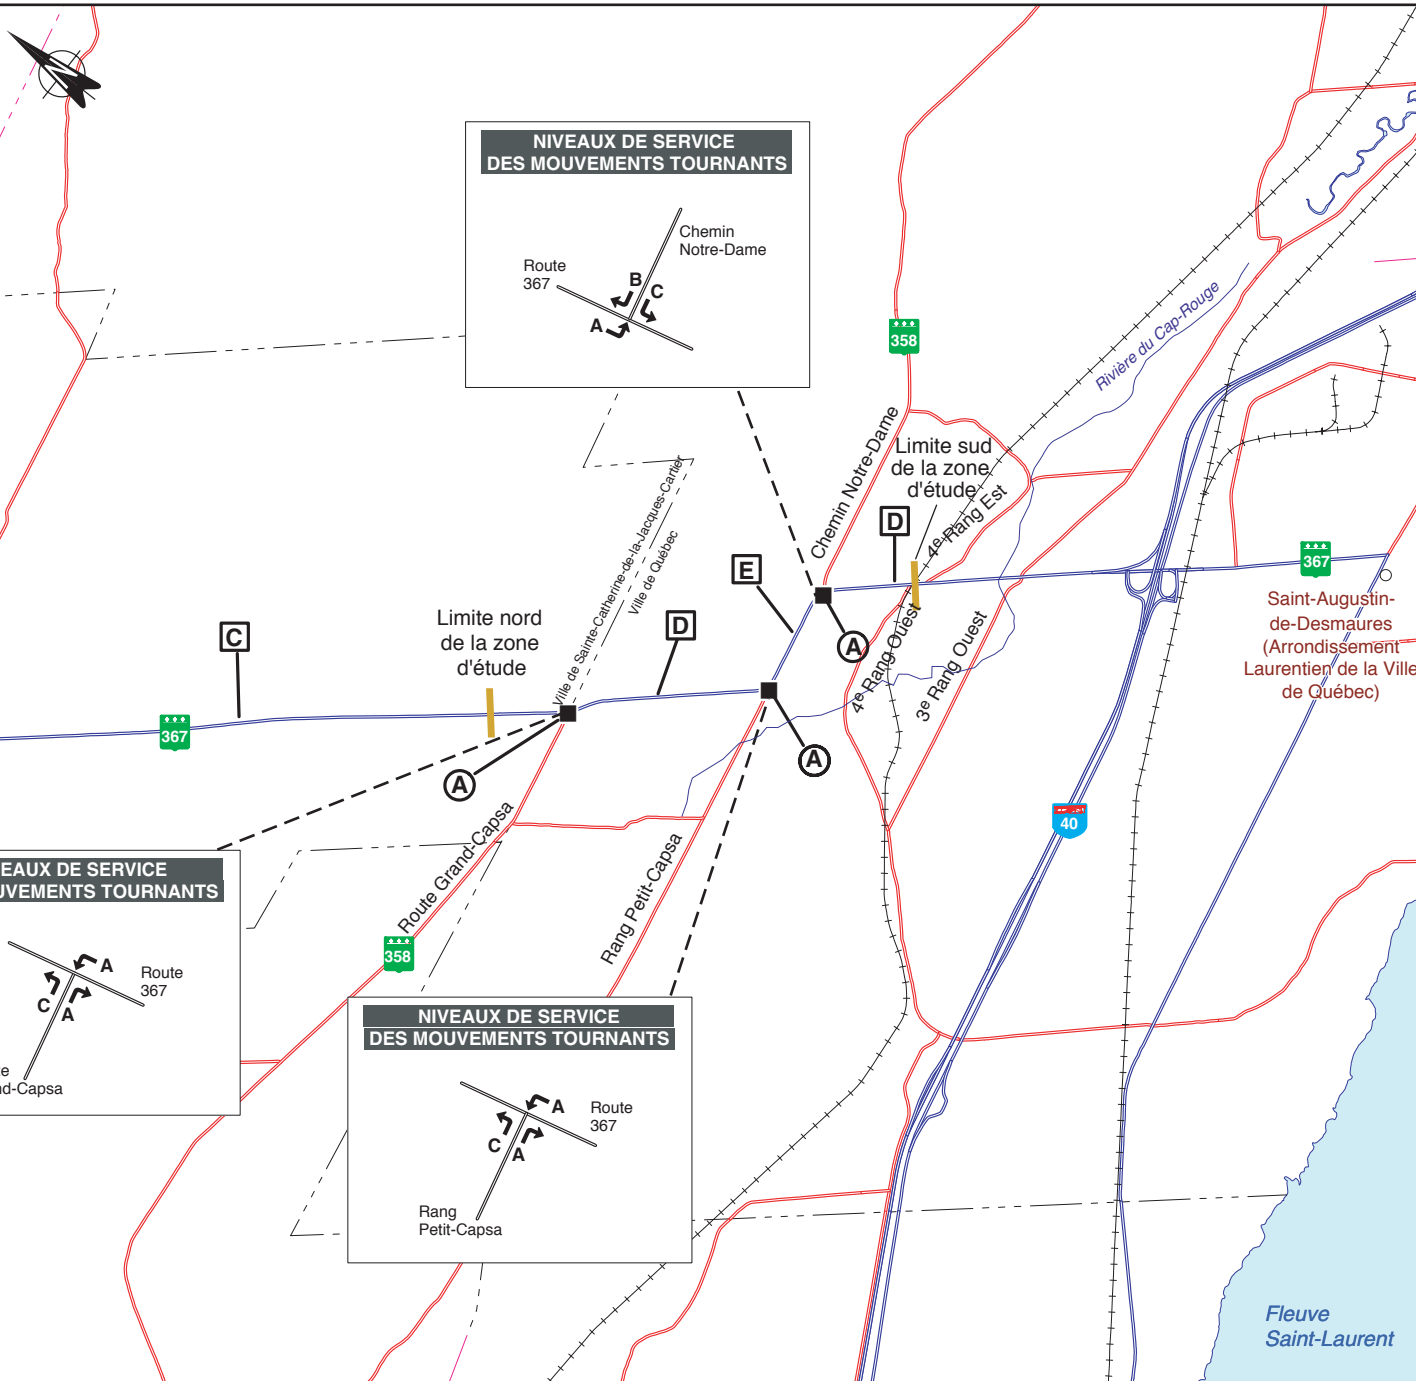 NIVEAUX DE SERVICE
DES MOUVEMENTS TOURNANTS
Chemin
Notre-Dame
Route
367
B
C
A
358
Rivière du Cap-Rouge
Chemin Notre-Dame
Limite sud
de la zone
d'étude
4e Rang Est
D
E
367
Saint-Augustin-
de-Desmaures
(Arrondissement
Laurentien de la Ville
de Québec)
Ville de Sainte-Catherine-de-la-Jacques-Cartier
Ville de Québec
Limite nord
de la zone
d'étude
C
D
A
4e Rang Ouest
3e Rang Ouest
367
A
A
40
Route Grand-Capsa
Rang Petit-Capsa
358
EAUX DE SERVICE
UVEMENTS TOURNANTS
A
Route
367
C
A
te
nd-Capsa
NIVEAUX DE SERVICE
DES MOUVEMENTS TOURNANTS
A
Route
367
C
A
Rang
Petit-Capsa
Fleuve
Saint-Laurent